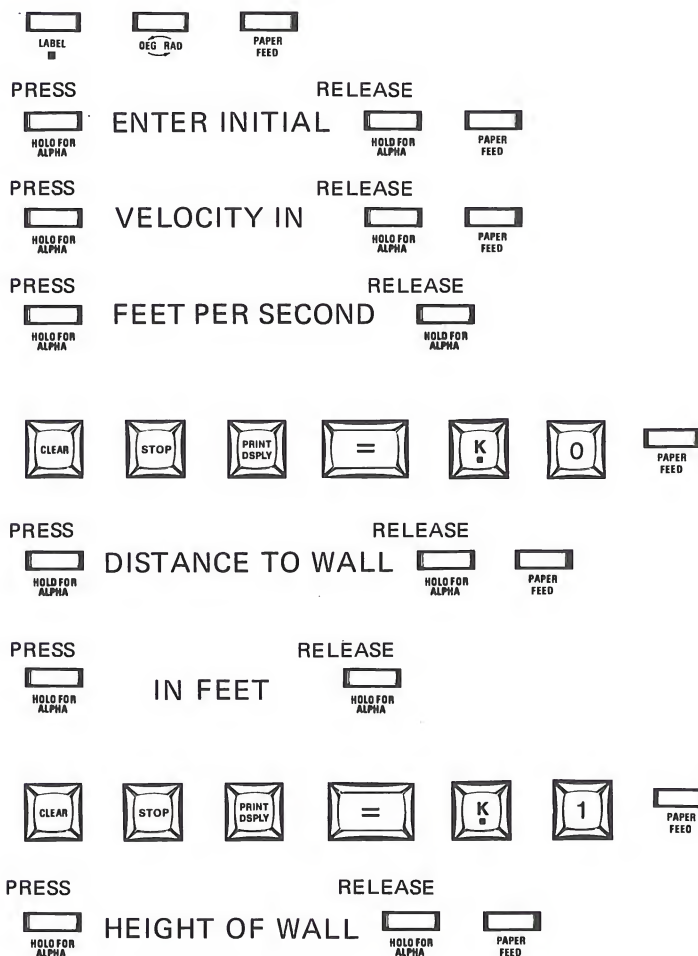 LABEL DEG RAD PAPER FEED
PRESS RELEASE
HOLD FOR ALPHA ENTER INITIAL HOLD FOR ALPHA PAPER FEED
PRESS RELEASE
HOLD FOR ALPHA VELOCITY IN HOLD FOR ALPHA PAPER FEED
PRESS RELEASE
HOLD FOR ALPHA FEET PER SECOND HOLD FOR ALPHA
CLEAR STOP PRINT DSPLY = K 0 PAPER FEED
PRESS RELEASE
HOLD FOR ALPHA DISTANCE TO WALL HOLD FOR ALPHA PAPER FEED
PRESS RELEASE
HOLD FOR ALPHA IN FEET HOLD FOR ALPHA
CLEAR STOP PRINT DSPLY = K 1 PAPER FEED
PRESS RELEASE
HOLD FOR ALPHA HEIGHT OF WALL HOLD FOR ALPHA PAPER FEED